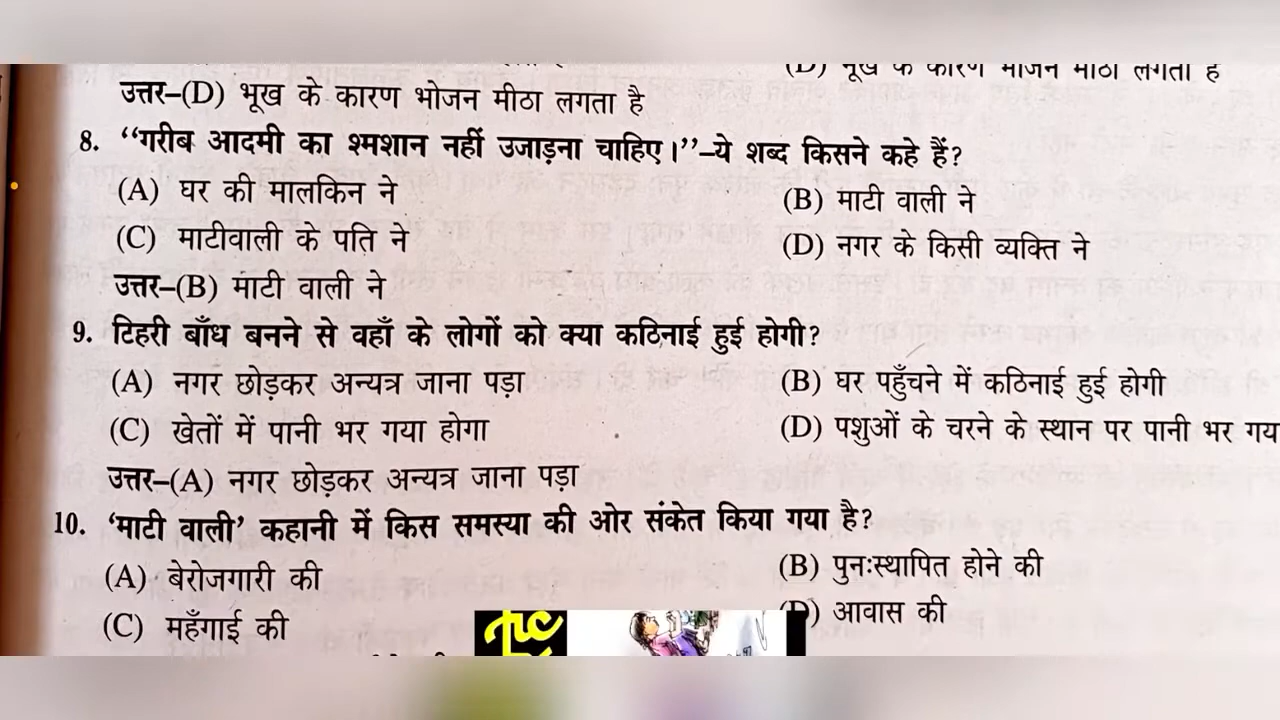 (D) भूख के कारण भोजन मीठा लगता है
उत्तर–(D) भूख के कारण भोजन मीठा लगता है
8. “गरीब आदमी का श्मशान नहीं उजाड़ना चाहिए।”–ये शब्द किसने कहे हैं?
(A) घर की मालकिन ने (B) माटी वाली ने
(C) माटीवाली के पति ने (D) नगर के किसी व्यक्ति ने
उत्तर–(B) माटी वाली ने
9. टिहरी बाँध बनने से वहाँ के लोगों को क्या कठिनाई हुई होगी?
(A) नगर छोड़कर अन्यत्र जाना पड़ा (B) घर पहुँचने में कठिनाई हुई होगी
(C) खेतों में पानी भर गया होगा (D) पशुओं के चरने के स्थान पर पानी भर गय
उत्तर–(A) नगर छोड़कर अन्यत्र जाना पड़ा
10. ‘माटी वाली’ कहानी में किस समस्या की ओर संकेत किया गया है?
(A) बेरोजगारी की (B) पुनःस्थापित होने की
(C) महँगाई की (D) आवास की